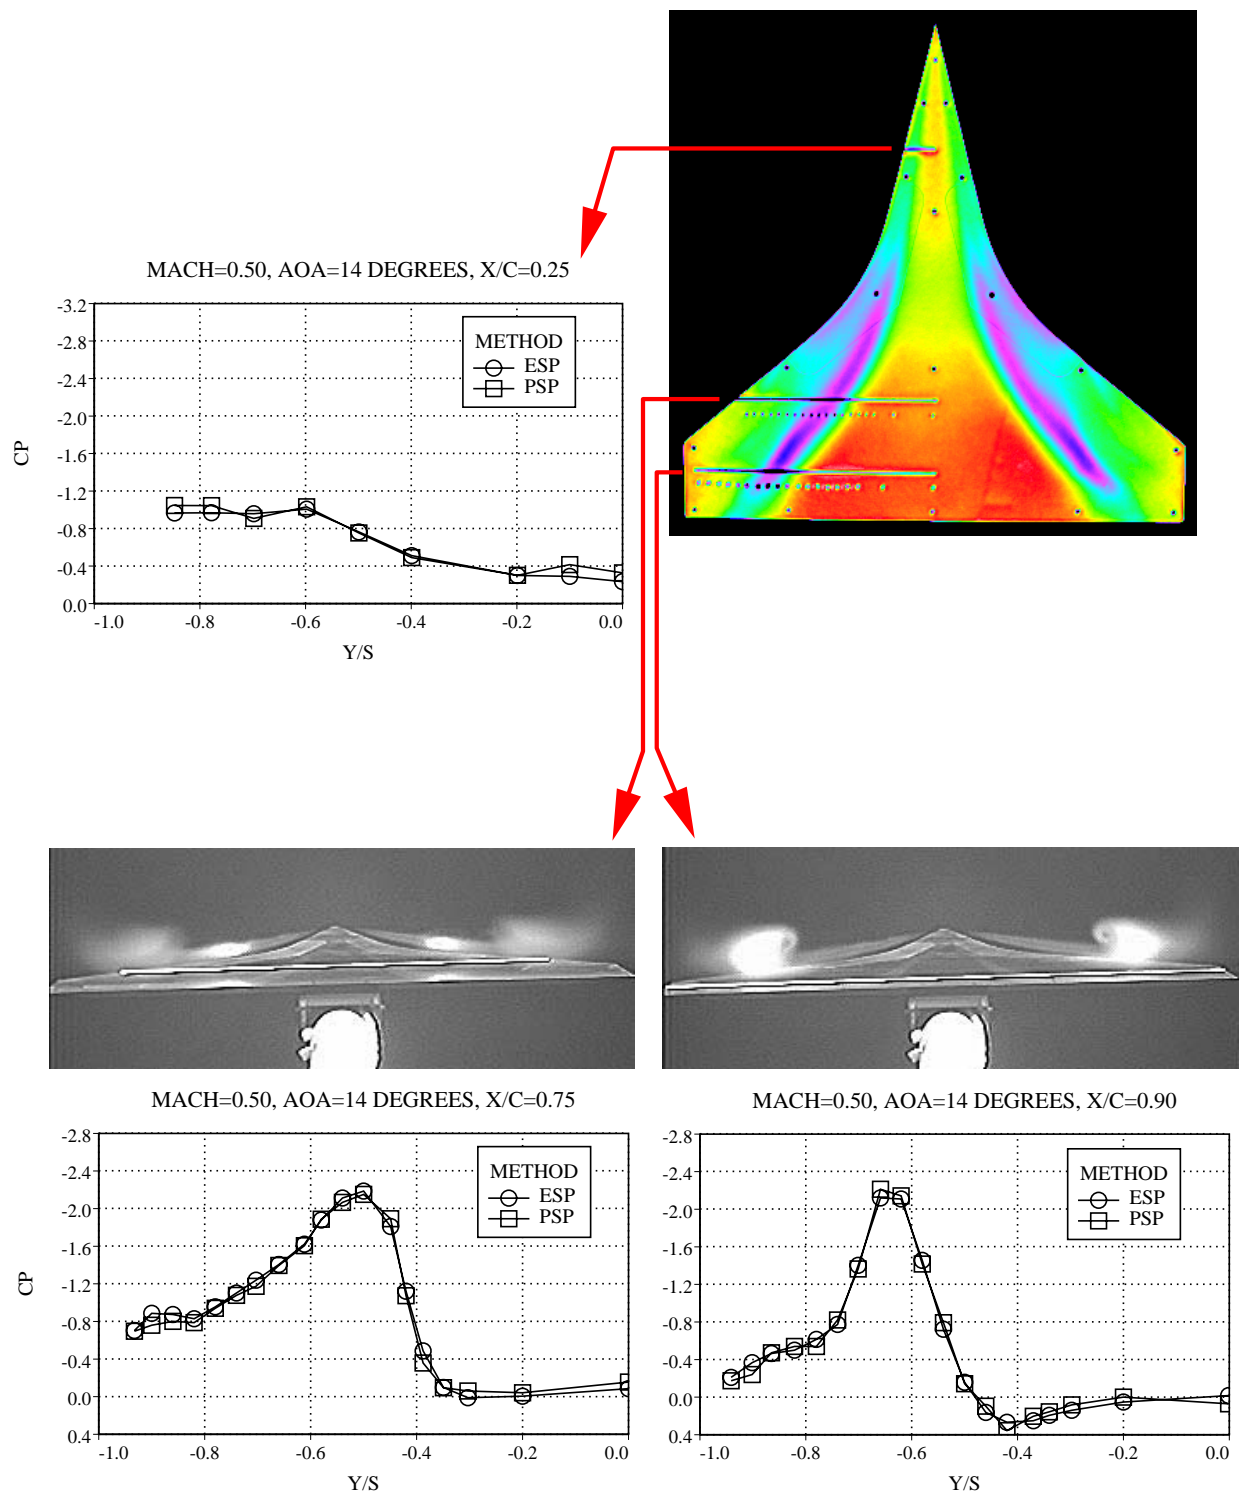 MACH=0.50, AOA=14 DEGREES, X/C=0.25
-3.2
-2.8
-2.4
-2.0
-1.6
-1.2
-0.8
-0.4
0.0
CP
METHOD
ESP
PSP
-1.0 -0.8 -0.6 -0.4 -0.2 0.0
Y/S
MACH=0.50, AOA=14 DEGREES, X/C=0.75
-2.8
-2.4
-2.0
-1.6
-1.2
-0.8
-0.4
0.0
0.4
CP
METHOD
ESP
PSP
-1.0 -0.8 -0.6 -0.4 -0.2 0.0
Y/S
MACH=0.50, AOA=14 DEGREES, X/C=0.90
-2.8
-2.4
-2.0
-1.6
-1.2
-0.8
-0.4
0.0
0.4
METHOD
ESP
PSP
-1.0 -0.8 -0.6 -0.4 -0.2 0.0
Y/S